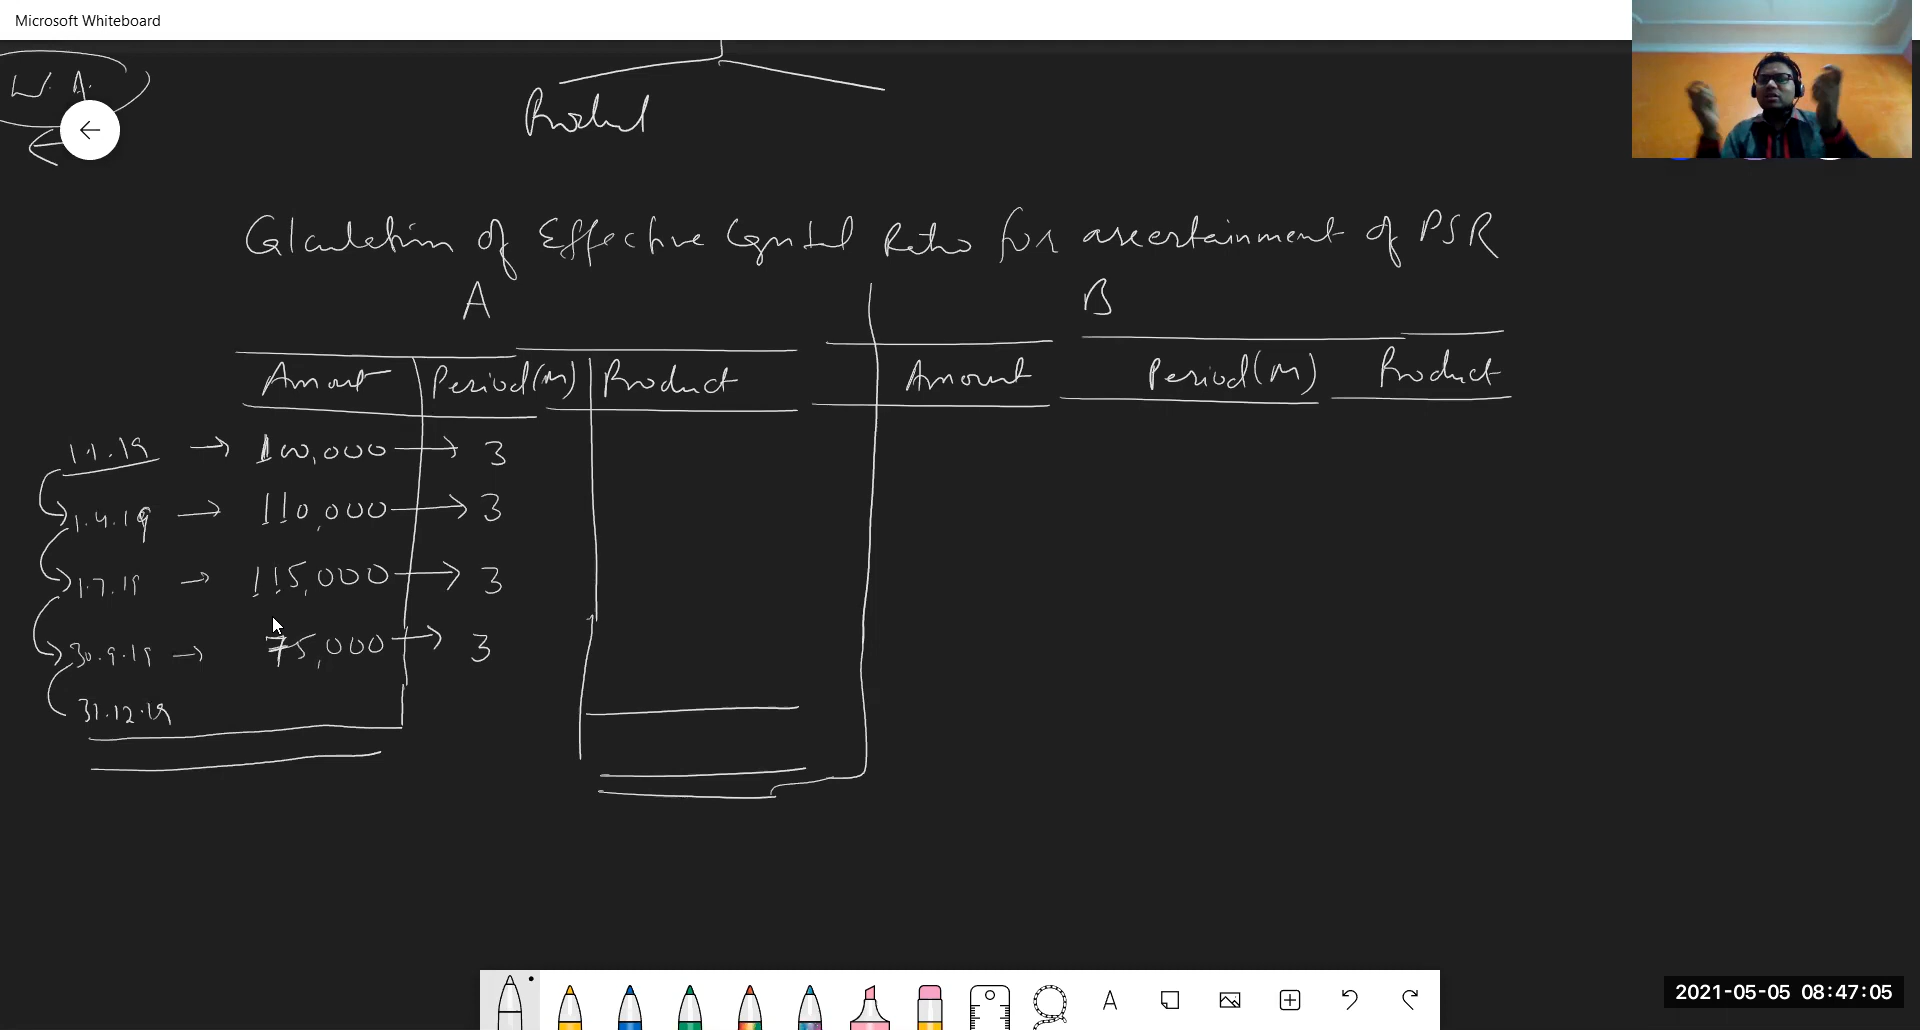 Microsoft Whiteboard
W.A.
Product
Calculation of Effective Capital Ratio for ascertainment of PSR
A B
Amount Period(M) Product Amount Period(M) Product
1.1.19 → 100,000 → 3
1.4.19 → 110,000 → 3
1.7.19 → 115,000 → 3
30.9.19 → 75,000 → 3
31.12.19
A
2021-05-05 08:47:05